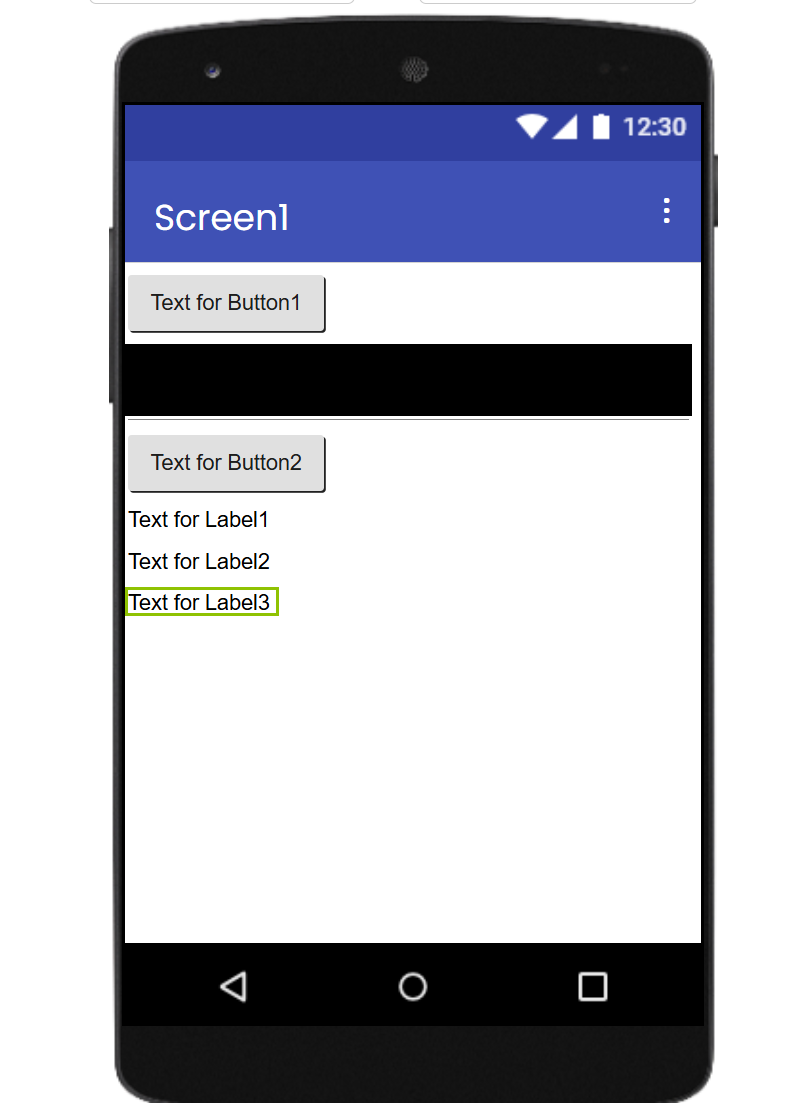 12:30
Screen1
Text for Button1
Text for Button2
Text for Label1
Text for Label2
Text for Label3